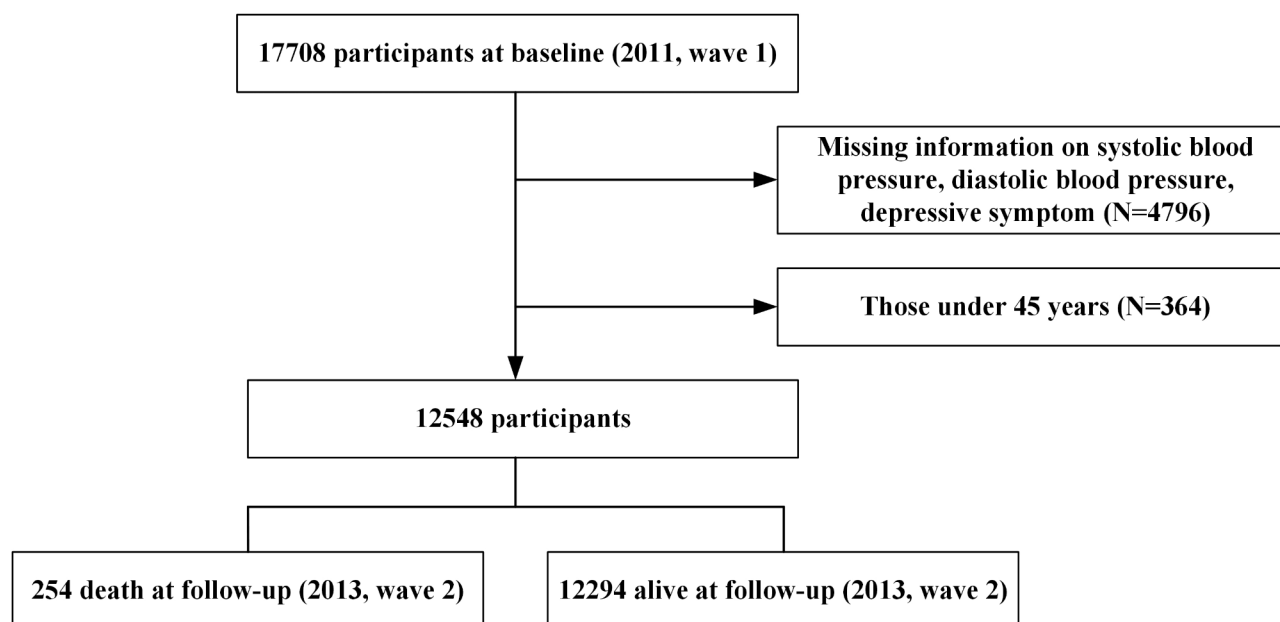 17708 participants at baseline (2011, wave 1)
Missing information on systolic blood
pressure, diastolic blood pressure,
depressive symptom (N=4796)
Those under 45 years (N=364)
12548 participants
254 death at follow-up (2013, wave 2)
12294 alive at follow-up (2013, wave 2)